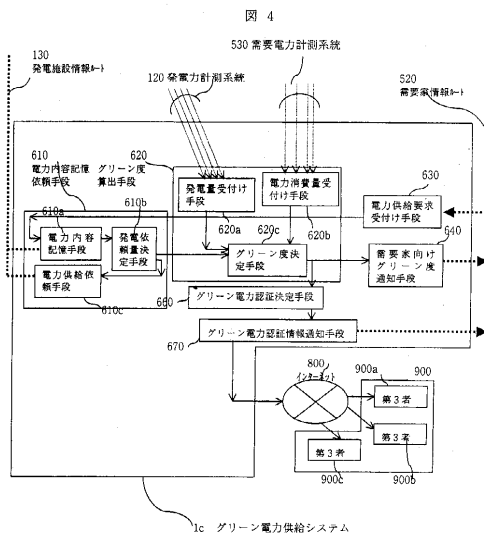 図 4
530 需要電力計測系統
130
発電施設情報ルート
120 発電力計測系統
520
需要家情報ルート
610
電力内容記憶
依頼手段
620
グリーン度
算出手段
発電量受付け
手段
620a
電力消費量受
付け手段
620b
630
電力供給要求
受付け手段
610a
電力内容
記憶手段
610b
発電依
頼量決
定手段
620c
グリーン度決
定手段
640
需要家向け
グリーン度
通知手段
電力供給依
頼手段
610c
660
グリーン電力認証決定手段
670
グリーン電力認証情報通知手段
800
インターネット
900a
900
第3者
第3者
900b
第3者
900c
1c グリーン電力供給システム